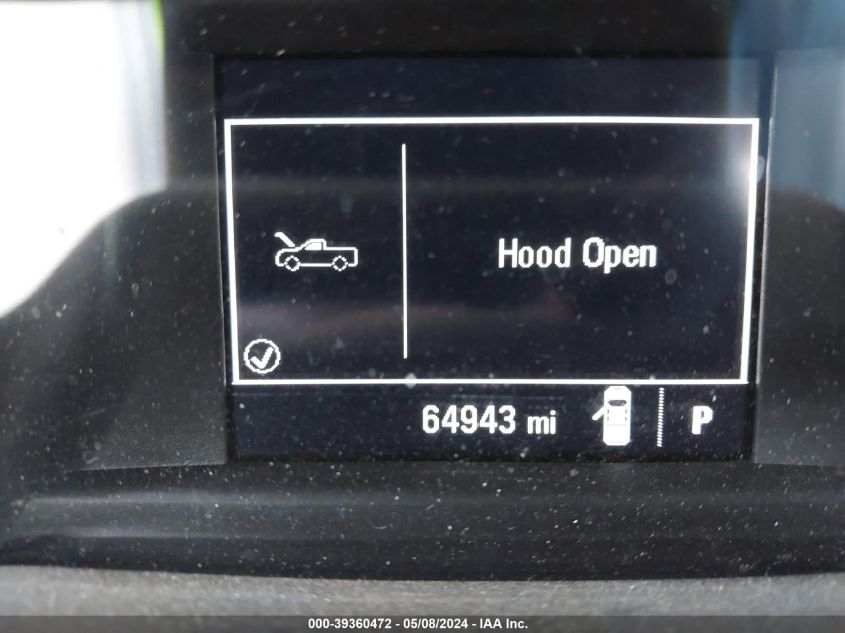 Hood Open
64943 mi
P
000-39360472 - 05/08/2024 - IAA Inc.